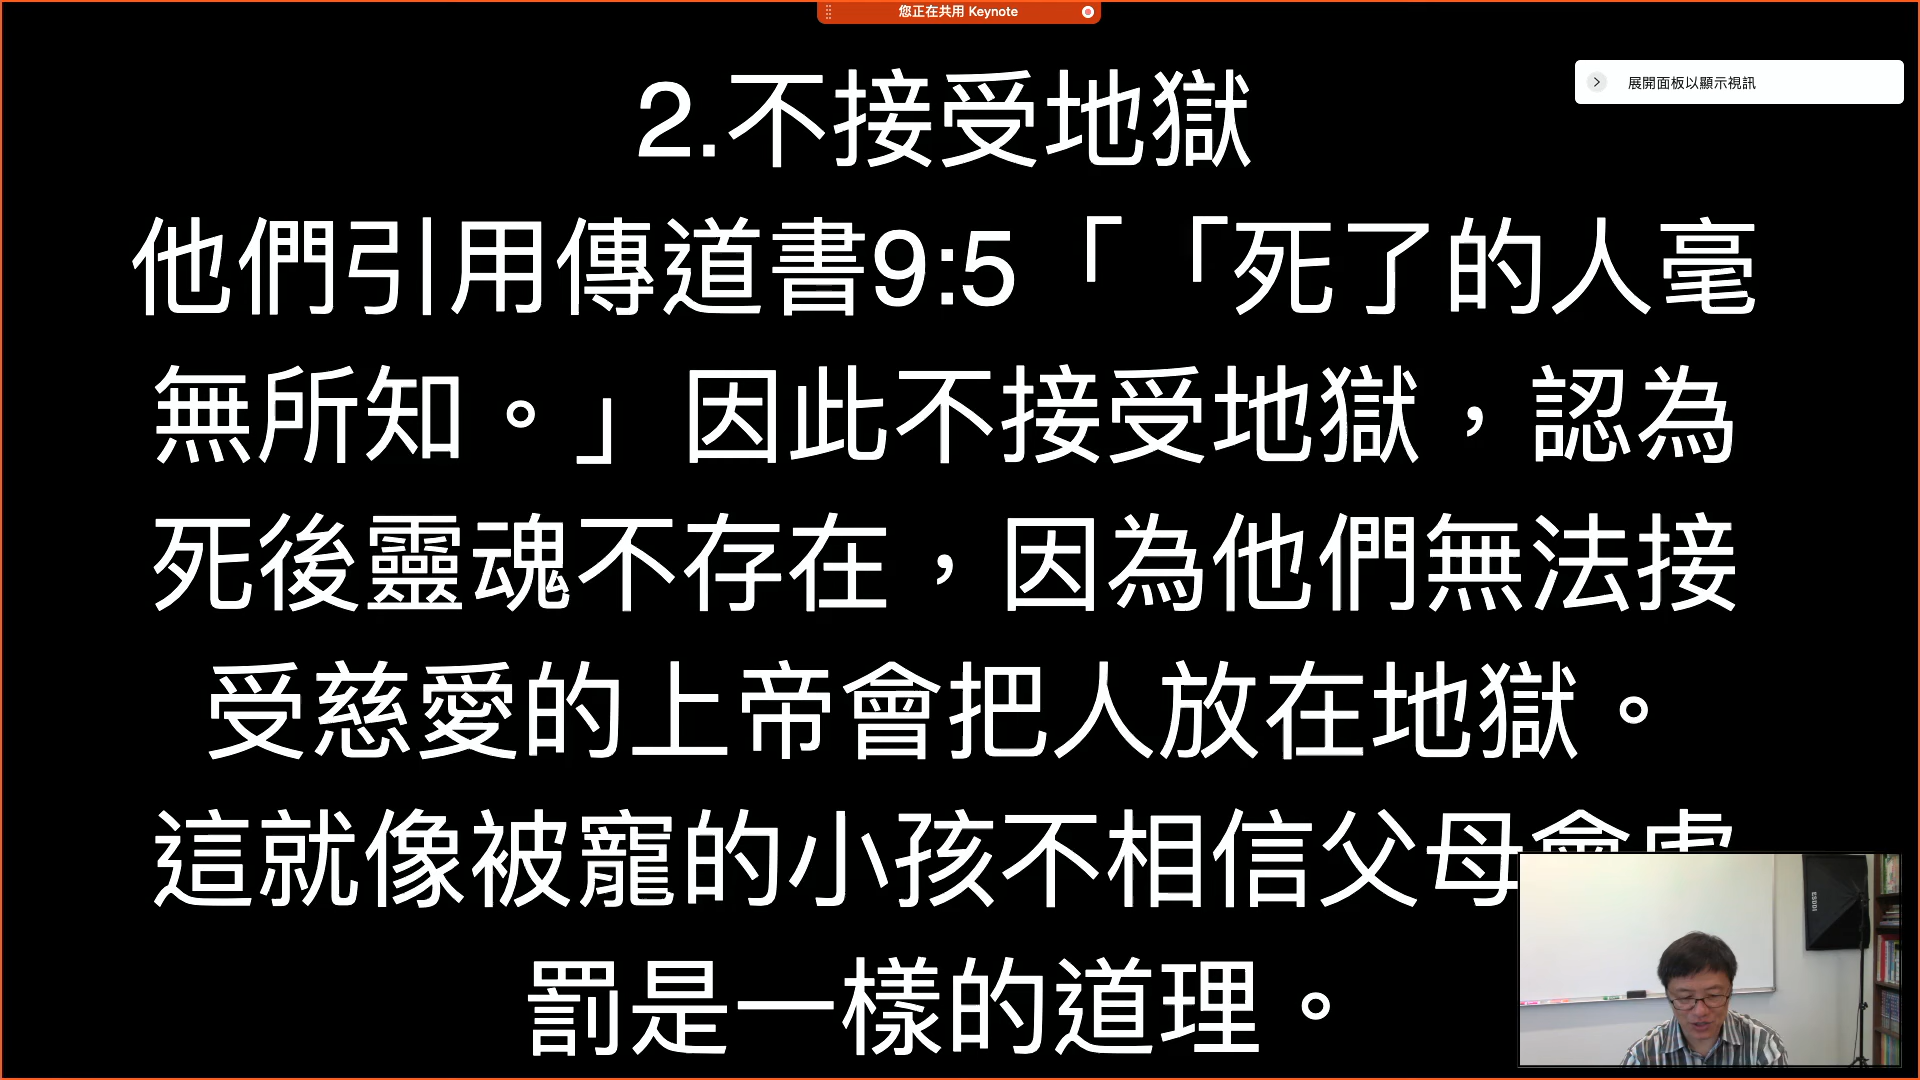 您正在共用 Keynote
展開面板以顯示視訊
2.不接受地獄
他們引用傳道書9:5「「死了的人毫
無所知。」因此不接受地獄，認為
死後靈魂不存在，因為他們無法接
受慈愛的上帝會把人放在地獄。
這就像被寵的小孩不相信父母會處
罰是一樣的道理。